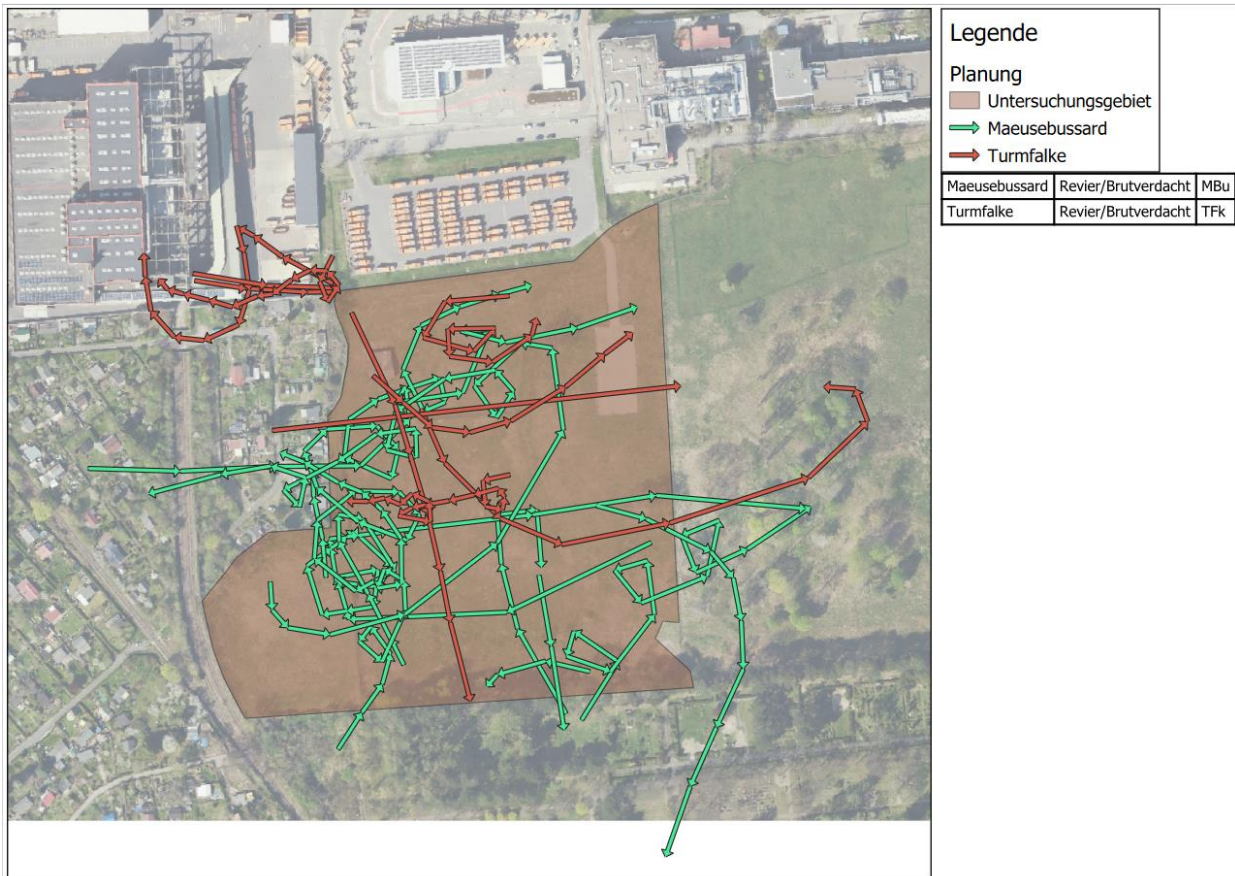 Legende
Planung
Untersuchungsgebiet
Maeusebussard
Turmfalke
Maeusebussard Revier/Brutverdacht MBu
Turmfalke Revier/Brutverdacht TFk